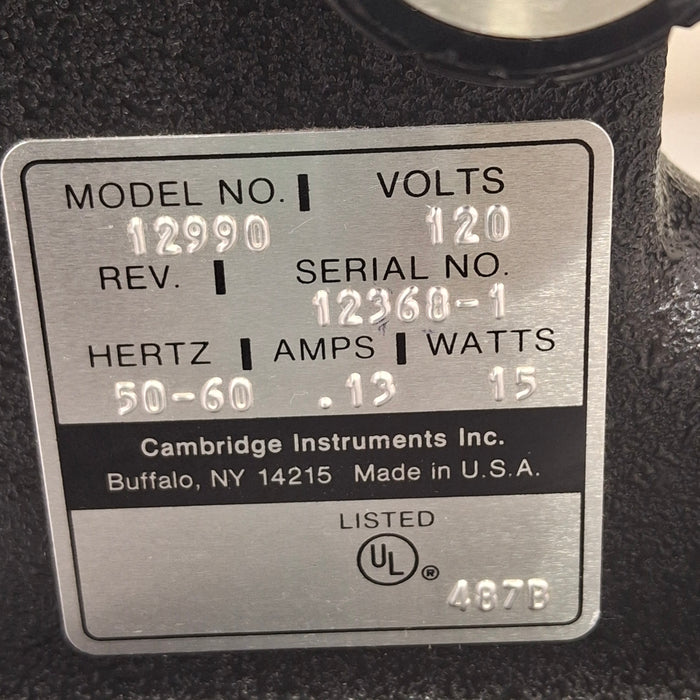 MODEL NO. VOLTS
12990 120
REV. SERIAL NO.
12368-1
HERTZ AMPS WATTS
50-60 .13 15
Cambridge Instruments Inc.
Buffalo, NY 14215 Made in U.S.A.
LISTED
UL ®
487B